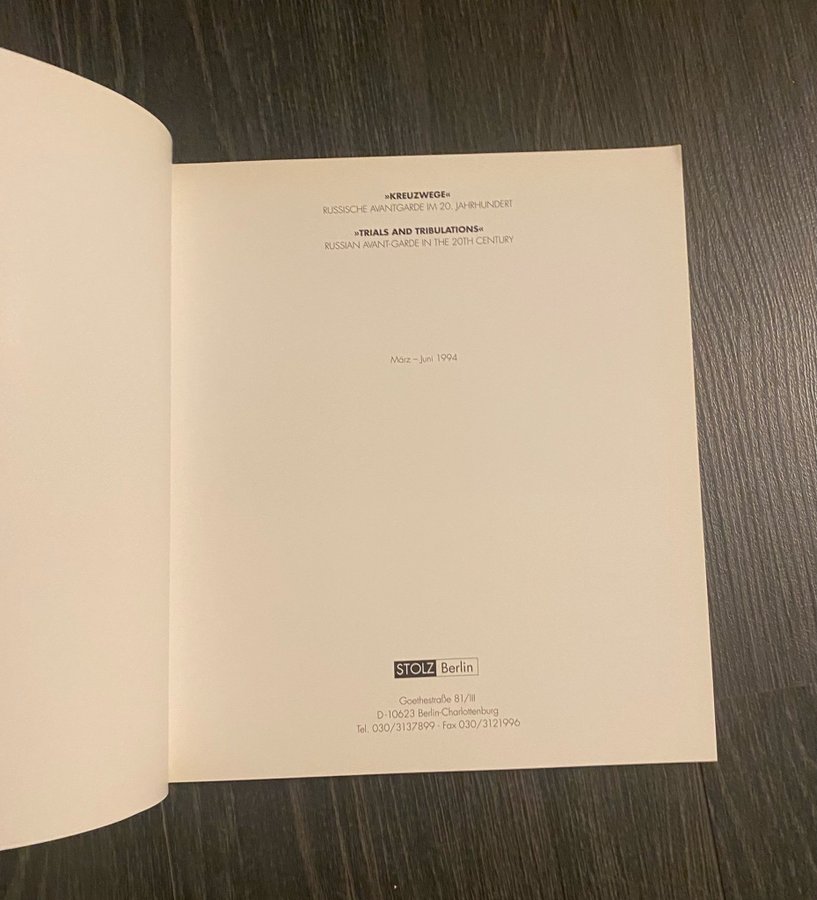 »KREUZWEGE«
RUSSISCHE AVANTGARDE IM 20. JAHRHUNDERT
»TRIALS AND TRIBULATIONS«
RUSSIAN AVANT-GARDE IN THE 20TH CENTURY
März – Juni 1994
STOLZ Berlin
Goethestraße 81/III
D-10623 Berlin-Charlottenburg
Tel. 030/3137899 · Fax 030/3121996